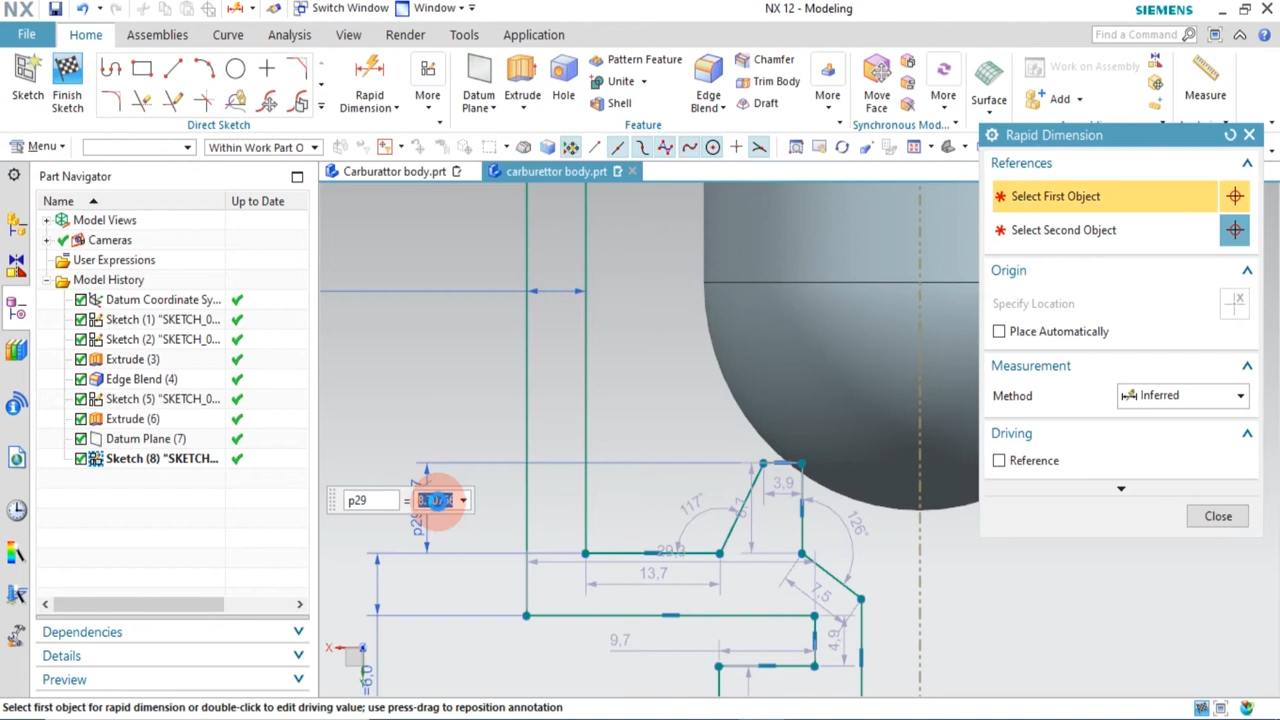 NX
Switch Window
Window
NX 12 - Modeling
SIEMENS
File
Home
Assemblies
Curve
Analysis
View
Render
Tools
Application
Find a Command
Sketch
Finish
Sketch
Rapid
Dimension
More
Datum
Plane
Extrude
Hole
Pattern Feature
Unite
Shell
Edge
Blend
Chamfer
Trim Body
Draft
More
Move
Face
More
Surface
Work on Assembly
Add
Measure
Direct Sketch
Feature
Synchronous Mod...
Menu
Within Work Part O
Part Navigator
Carburattor body.prt
carburettor body.prt
Name
Up to Date
Model Views
Cameras
User Expressions
Model History
Datum Coordinate Sy...
Sketch (1) "SKETCH_0...
Sketch (2) "SKETCH_0...
Extrude (3)
Edge Blend (4)
Sketch (5) "SKETCH_0...
Extrude (6)
Datum Plane (7)
Sketch (8) "SKETCH...
Dependencies
Details
Preview
Rapid Dimension
References
* Select First Object
* Select Second Object
Origin
Specify Location
Place Automatically
Measurement
Method
Inferred
Driving
Reference
Close
p29
=
117°
3,9
126°
29,3
13,7
7,5
9,7
4,9
=6,0
X
Select first object for rapid dimension or double-click to edit driving value; use press-drag to reposition annotation